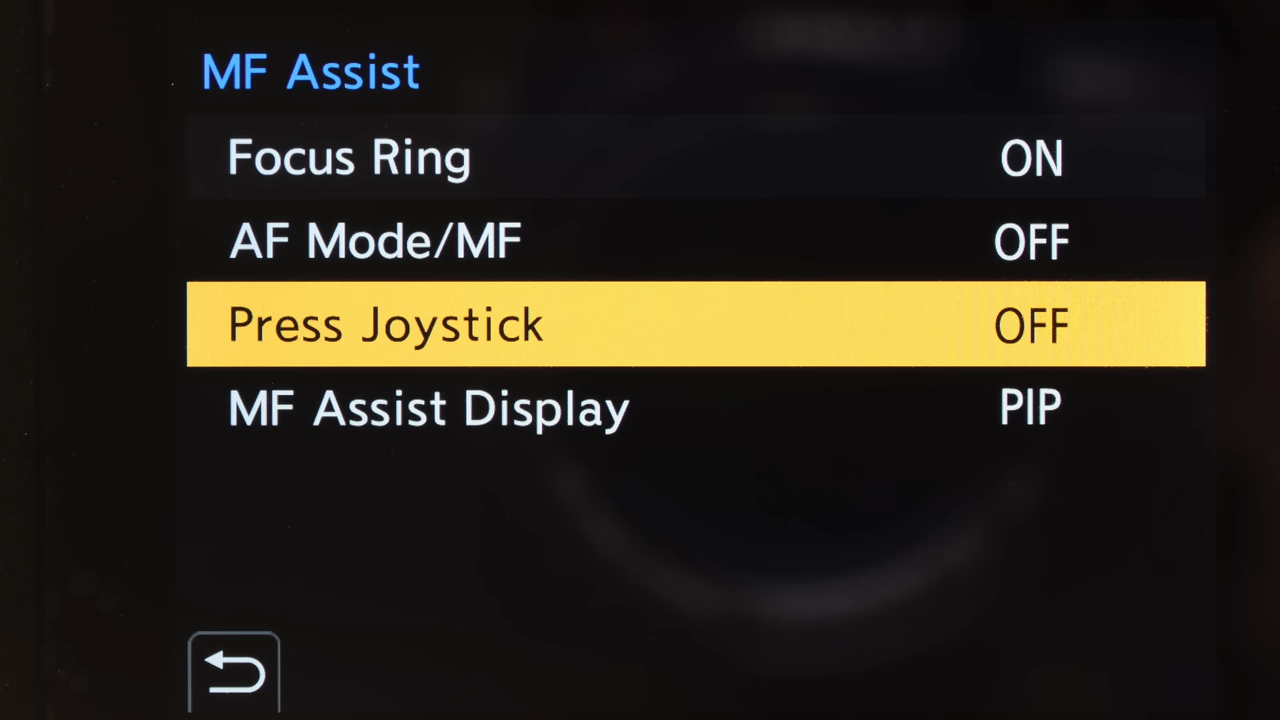 MF Assist
Focus Ring ON
AF Mode/MF OFF
Press Joystick OFF
MF Assist Display PIP